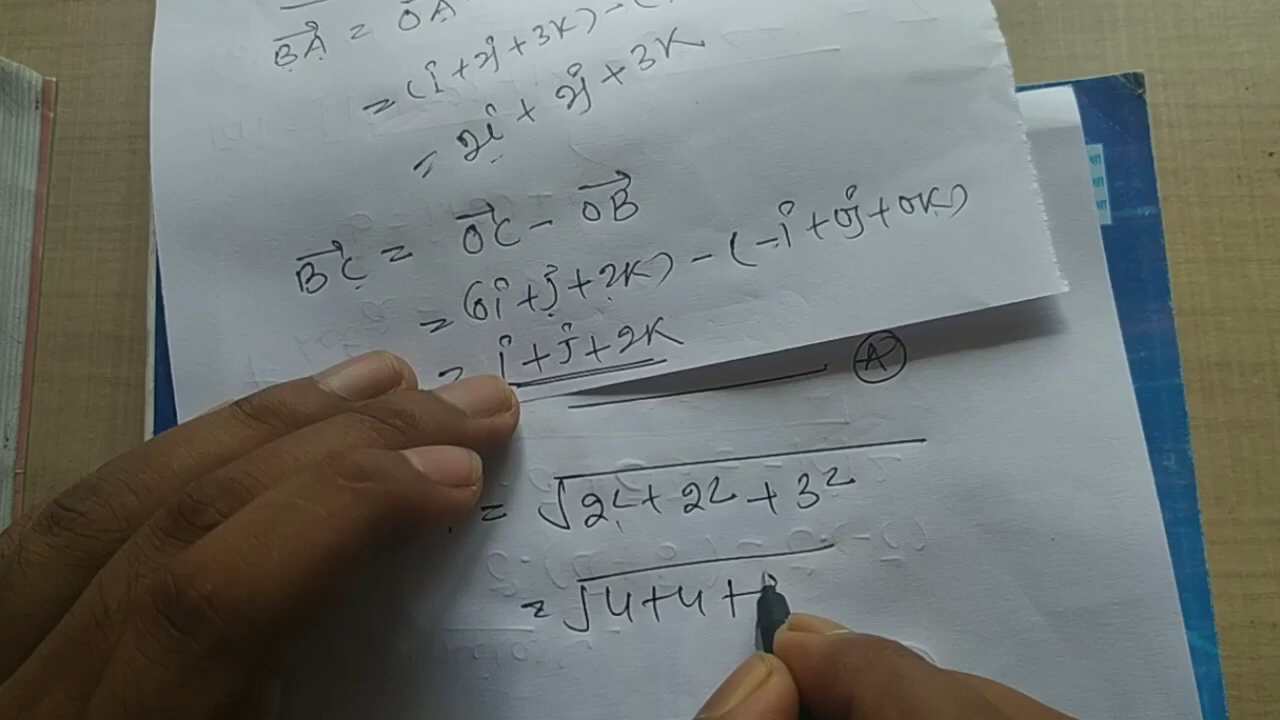 BA = OA
= (i + 2j + 3K) - (
= 2i + 2j + 3K
BC = OC - OB
= (0i + j + 2K) - (-i + 0j + 0K)
= i + j + 2K
A
= √2² + 2² + 3²
= √4 + 4 +